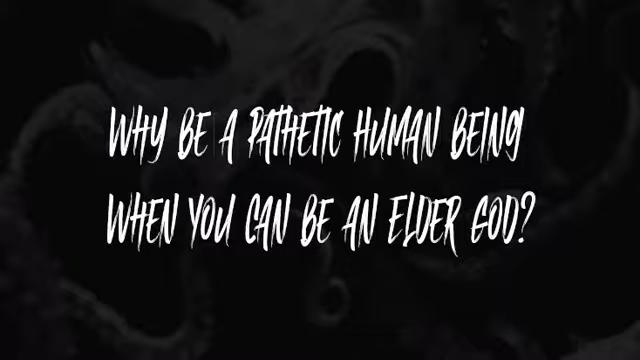 WHY BE A PATHETIC HUMAN BEING
WHEN YOU CAN BE AN ELDER GOD?